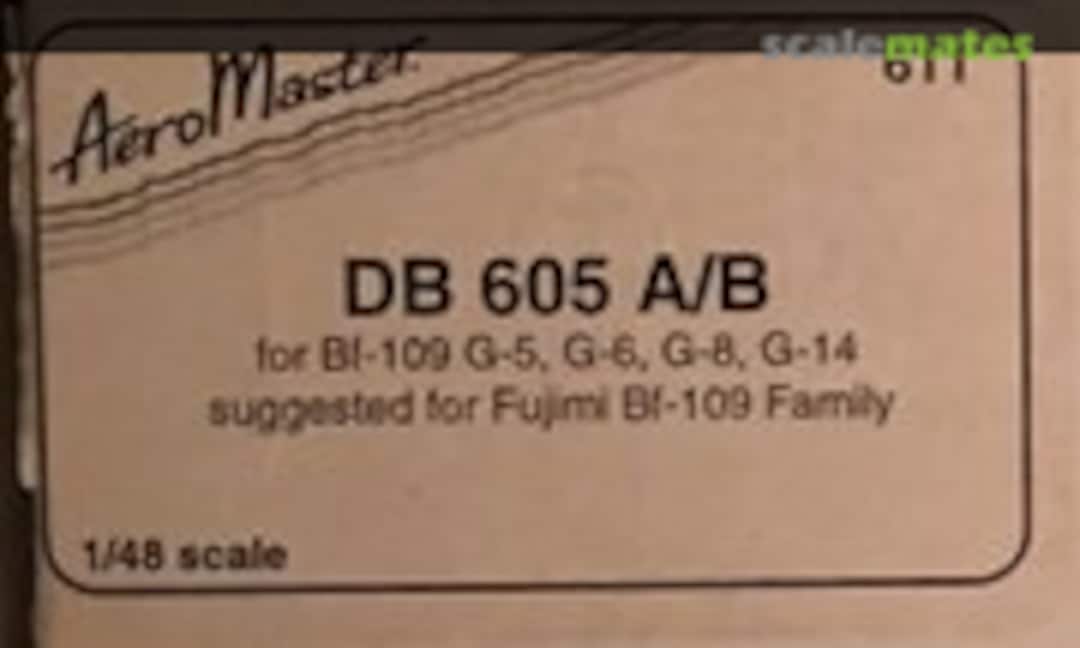 scalemates
AeroMaster
611
DB 605 A/B
for Bf-109 G-5, G-6, G-8, G-14
suggested for Fujimi Bf-109 Family
1/48 scale